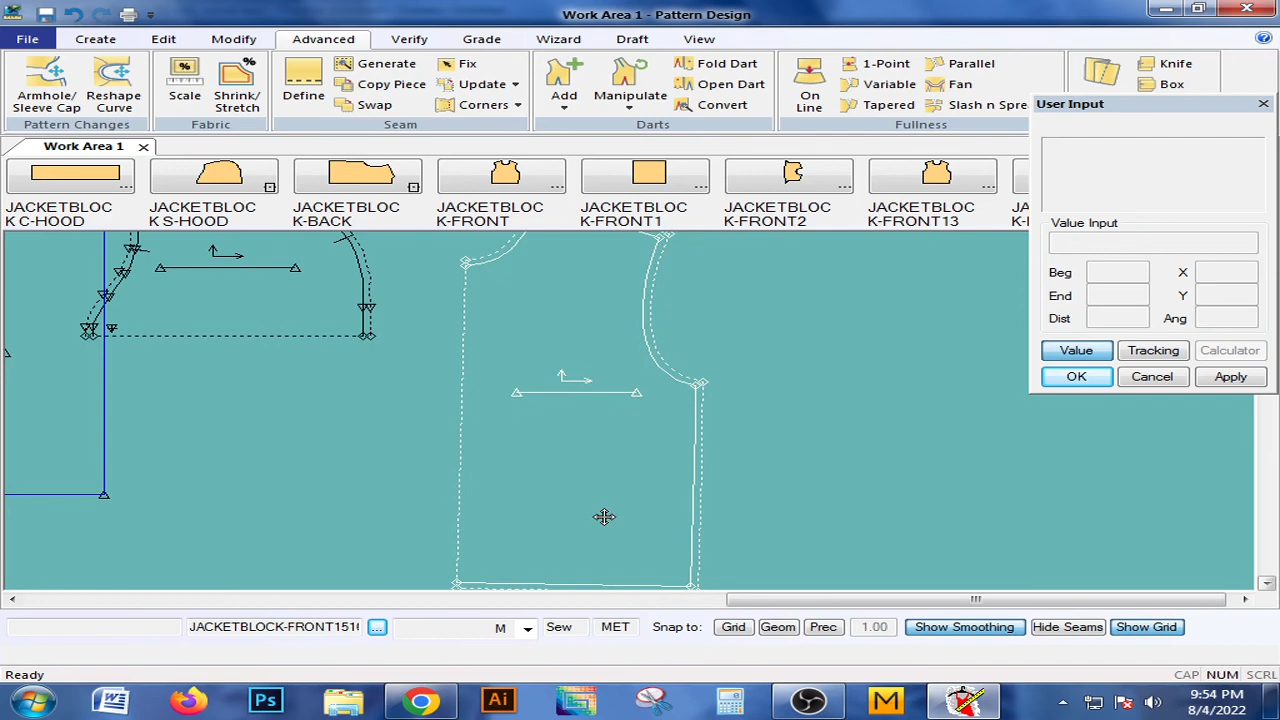 Work Area 1 - Pattern Design
File Create Edit Modify Advanced Verify Grade Wizard Draft View
Armhole/ Sleeve Cap
Reshape Curve
Pattern Changes
Scale
Shrink/ Stretch
Fabric
Define
Generate
Copy Piece
Swap
Fix
Update
Corners
Seam
Add
Manipulate
Fold Dart
Open Dart
Convert
Darts
On Line
1-Point
Variable
Tapered
Parallel
Fan
Slash n Spre
Fullness
Knife
Box
Work Area 1
JACKETBLOC K C-HOOD
JACKETBLOC K S-HOOD
JACKETBLOC K-BACK
JACKETBLOC K-FRONT
JACKETBLOC K-FRONT1
JACKETBLOC K-FRONT2
JACKETBLOC K-FRONT13
User Input
Value Input
Beg X
End Y
Dist Ang
Value Tracking Calculator
OK Cancel Apply
JACKETBLOCK-FRONT151 ... M Sew MET Snap to: Grid Geom Prec 1.00 Show Smoothing Hide Seams Show Grid
Ready CAP NUM SCRL
W Ps Ai M
9:54 PM
8/4/2022